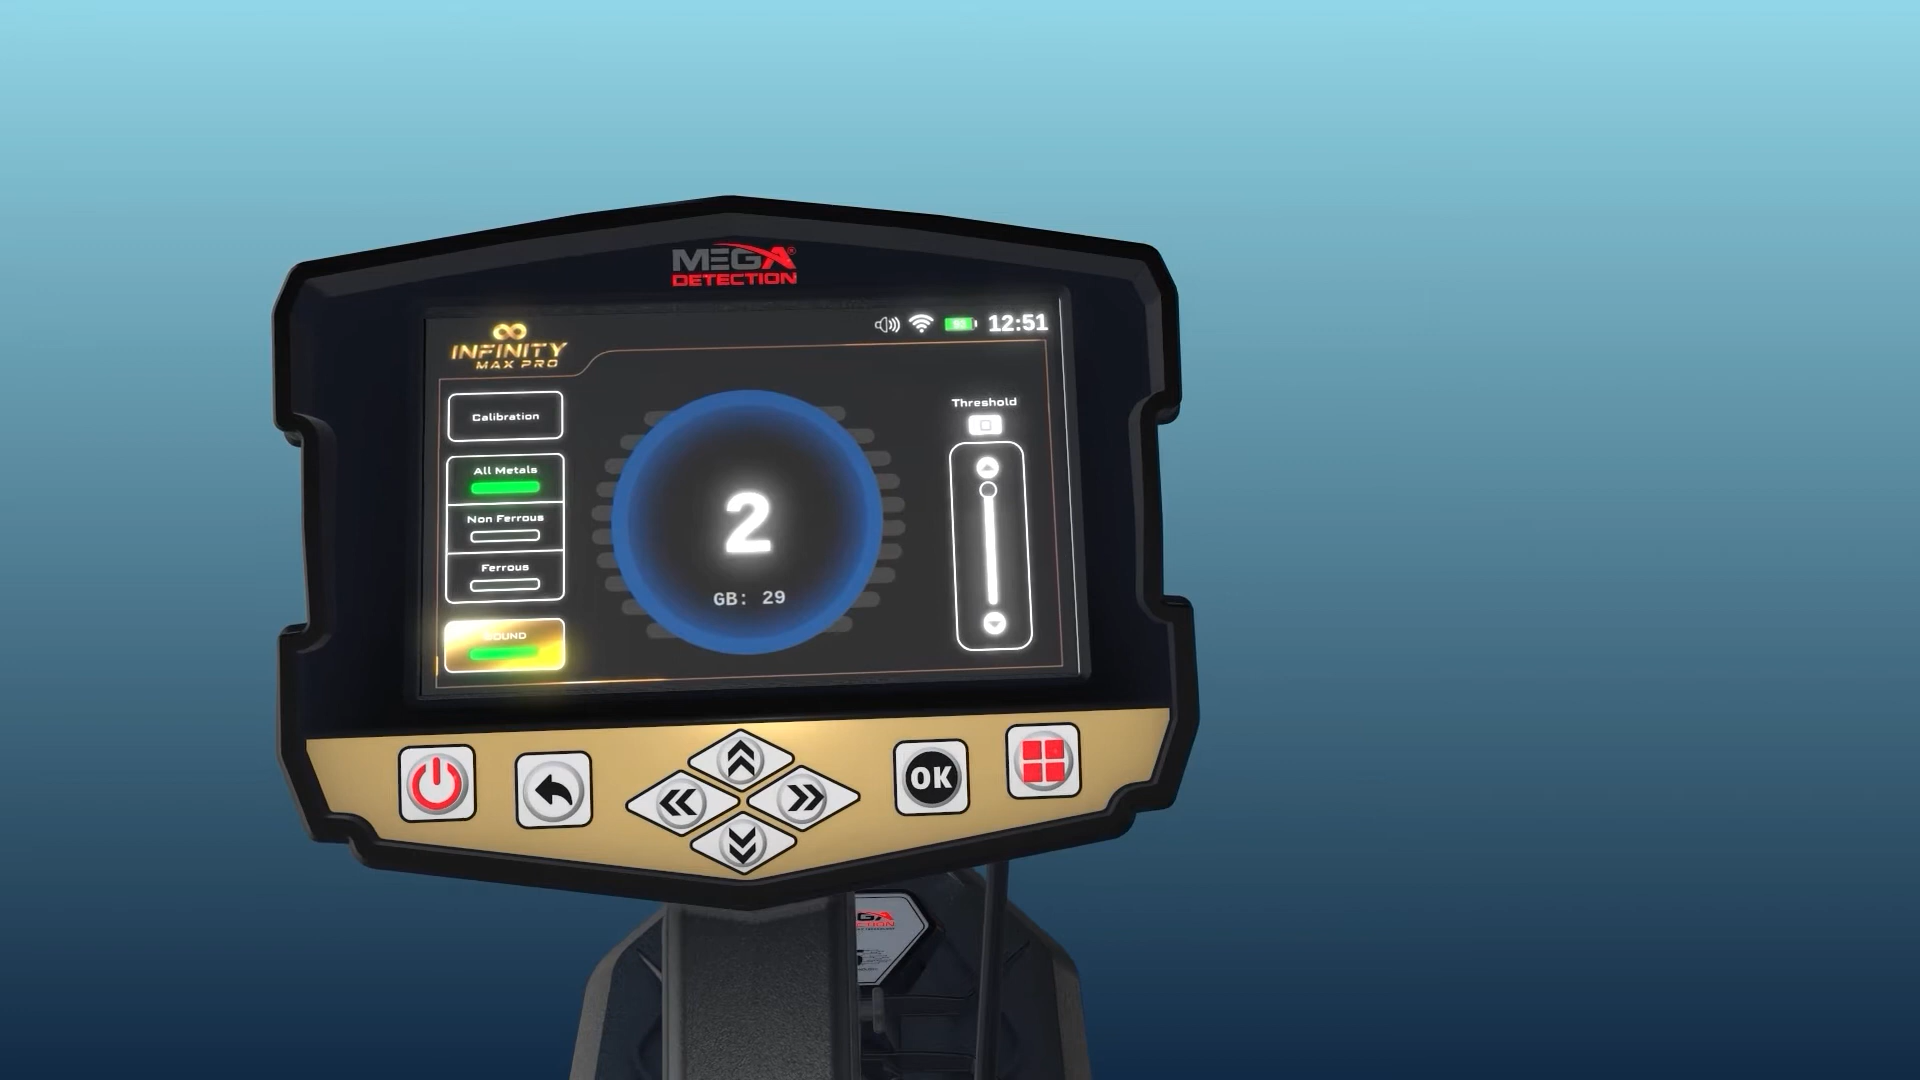 MEGA
DETECTION
INFINITY
MAX PRO
12:51
Calibration
All Metals
Non Ferrous
Ferrous
SOUND
2
GB: 29
Threshold
OK